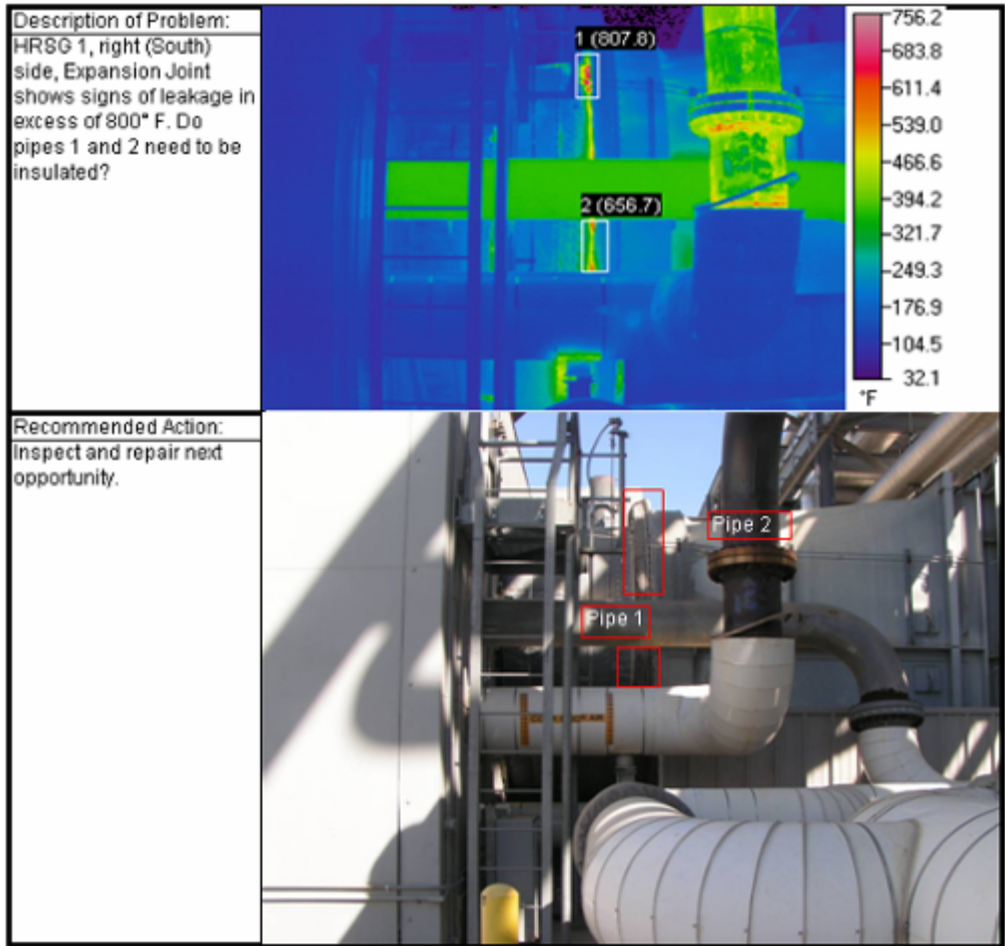 Description of Problem:
HRSG 1, right (South)
side, Expansion Joint
shows signs of leakage in
excess of 800° F. Do
pipes 1 and 2 need to be
insulated?
1 (807.8)
2 (656.7)
756.2
683.8
611.4
539.0
466.6
394.2
321.7
249.3
176.9
104.5
32.1
°F
Recommended Action:
Inspect and repair next
opportunity.
Pipe 2
Pipe 1